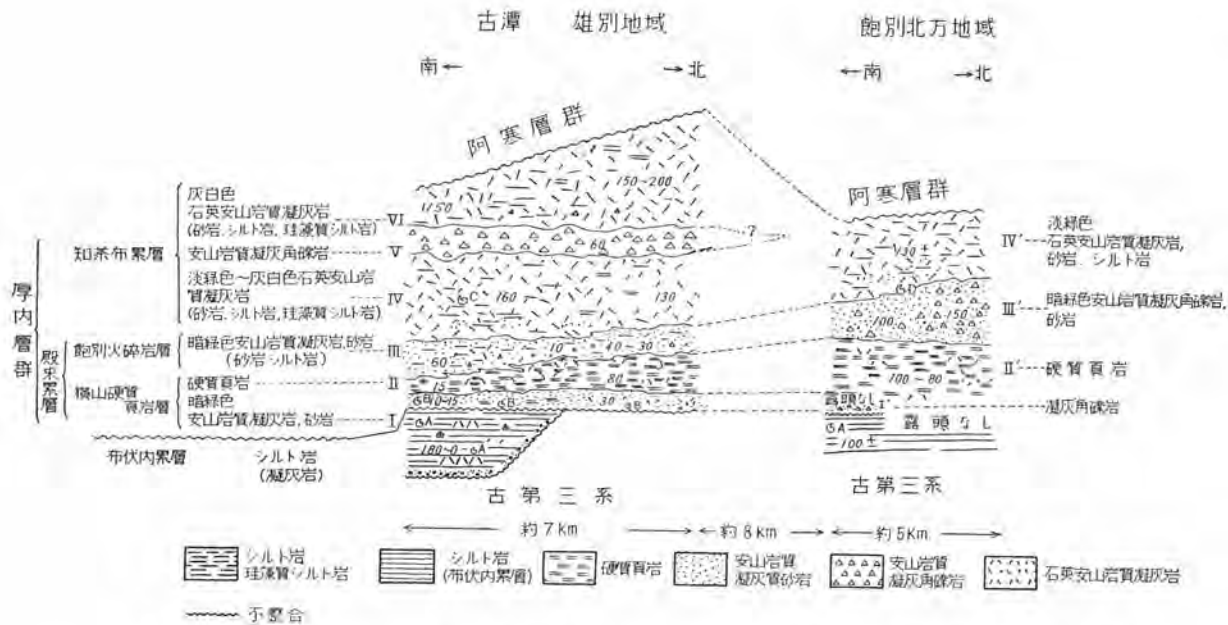 古潭 雄別地域
飽別北方地域
南← →北
←南 →北
阿寒層群
阿寒層群
厚内層群
知茶布累層
殿来累層
飽別火砕岩層
横山硬質
頁岩層
灰白色
石英安山岩質凝灰岩
(砂岩,シルト岩,珪藻質シルト岩)
VI
安山岩質凝灰角礫岩
V
淡緑色～灰白色石英安山岩
質凝灰岩
(砂岩,シルト岩,珪藻質シルト岩)
IV
暗緑色安山岩質凝灰岩,砂岩
(砂岩シルト岩)
III
硬質頁岩
II
暗緑色
安山岩質凝灰岩,砂岩
I
布伏内累層
シルト岩
(凝灰岩)
150~200
150
60
?
C 160
130
10 40-30
60
15
80
B10-15
B
30
B
A
180-0 A
130±
D
100
150
100-80
露頭なし
A
露頭なし
100±
淡緑色
IV' 石英安山岩質凝灰岩,
砂岩.シルト岩
III' 暗緑色安山岩質凝灰角礫岩,
砂岩
II' 硬質頁岩
凝灰角礫岩
古第三系
古第三系
約7km
約8km
約5Km
シルト岩
珪藻質シルト岩
シルト岩
(布伏内累層)
硬質頁岩
安山岩質
凝灰質砂岩
安山岩質
凝灰角礫岩
石英安山岩質凝灰岩
不整合